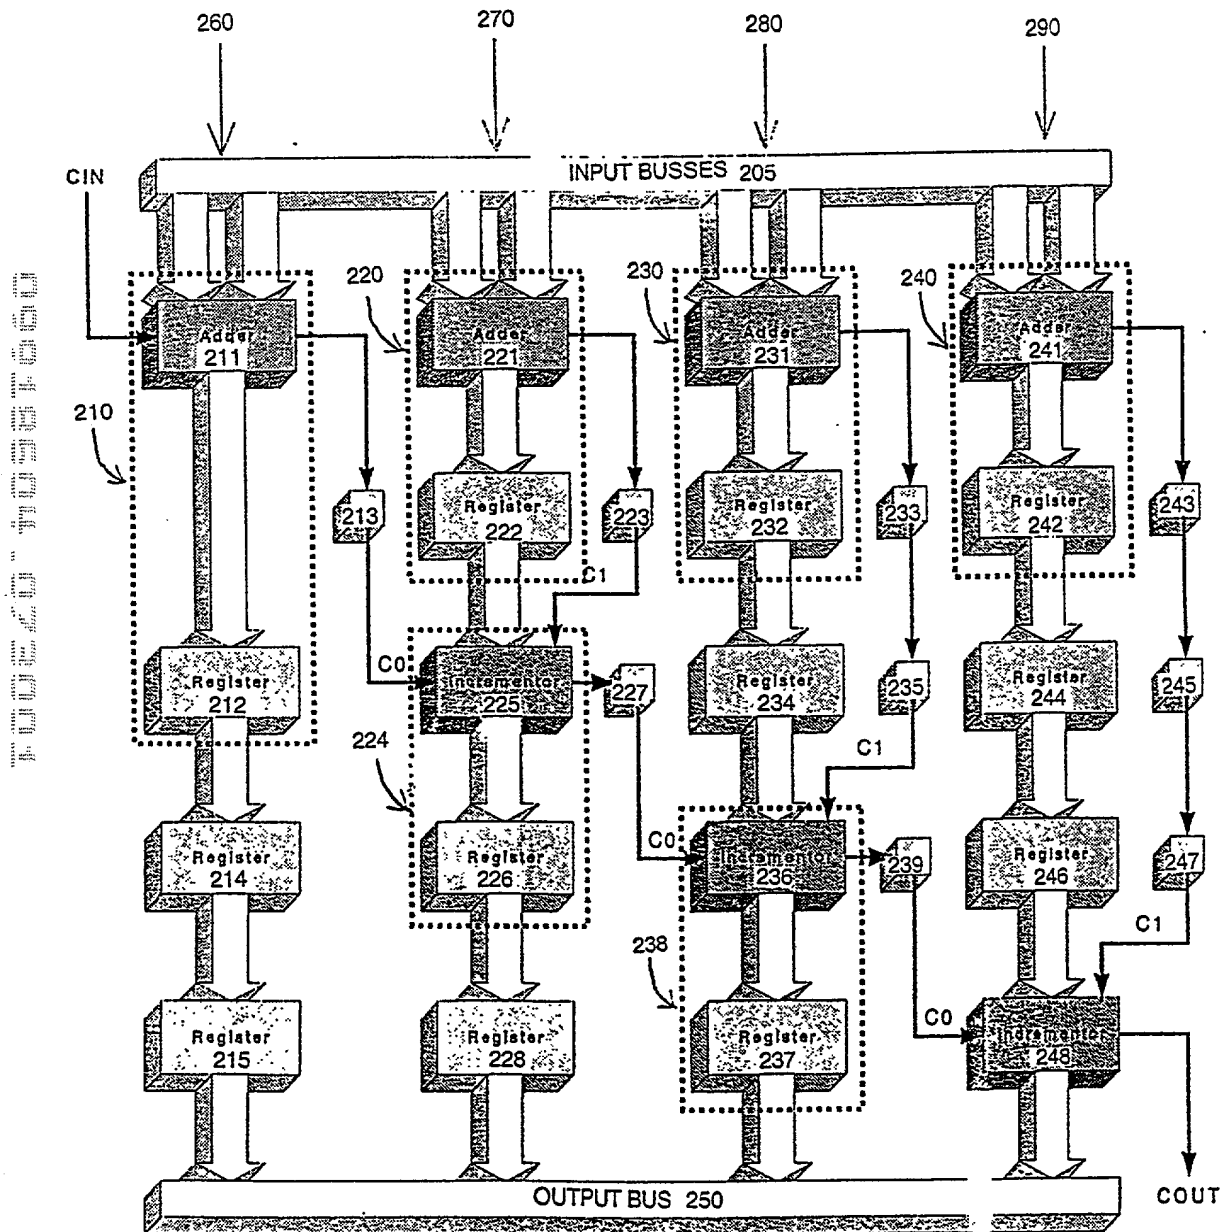 260
270
280
290
INPUT BUSSES 205
CIN
220
230
240
Adder
211
Adder
221
Adder
231
Adder
241
210
213
Register
222
223
Register
232
233
Register
242
243
C1
Register
212
C0
Incrementor
225
227
Register
234
235
Register
244
245
224
C1
Register
214
Register
226
C0
Incrementor
236
239
Register
246
247
238
C1
Register
215
Register
228
Register
237
C0
Incrementor
248
OUTPUT BUS 250
COUT